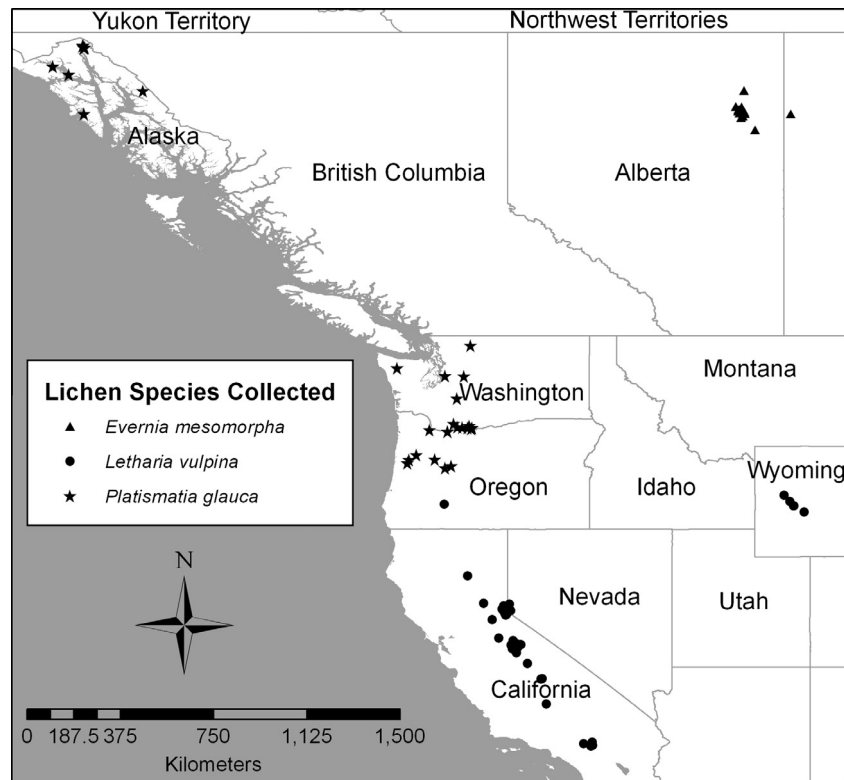 Yukon Territory
Northwest Territories
Alaska
British Columbia
Alberta
Lichen Species Collected
Evernia mesomorpha
Letharia vulpina
Platismatia glauca
Washington
Montana
Oregon
Idaho
Wyoming
N
Nevada
Utah
California
0 187.5 375 750 1,125 1,500
Kilometers